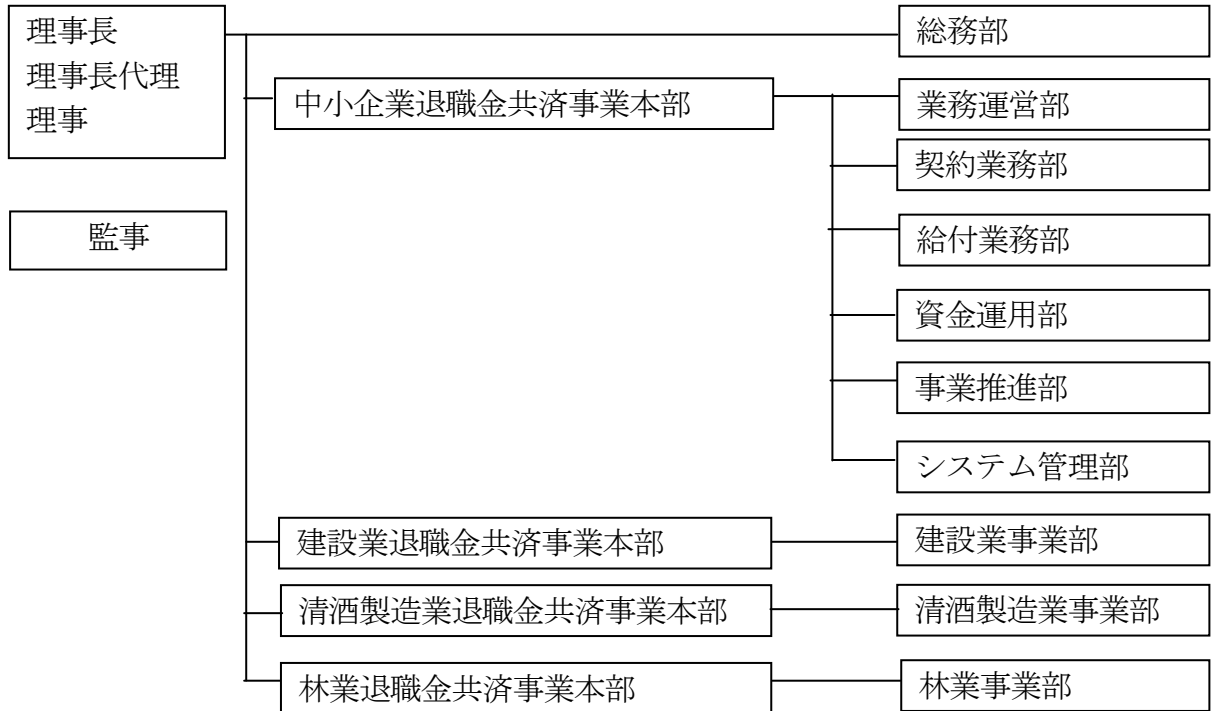 理事長
理事長代理
理事
監事
総務部
中小企業退職金共済事業本部
業務運営部
契約業務部
給付業務部
資金運用部
事業推進部
システム管理部
建設業退職金共済事業本部
建設業事業部
清酒製造業退職金共済事業本部
清酒製造業事業部
林業退職金共済事業本部
林業事業部